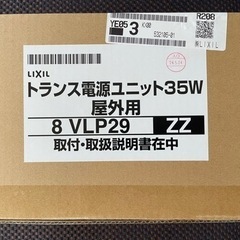 YE05 3
R208
LIXIL
LIXIL
トランス電源ユニット35W
屋外用
8 VLP29 ZZ
取付・取扱説明書在中